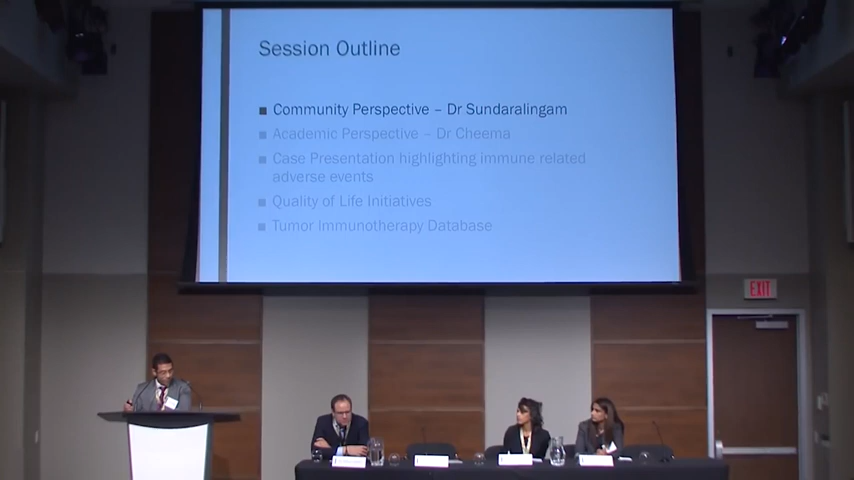 Session Outline
Community Perspective – Dr Sundaralingam
Academic Perspective – Dr Cheema
Case Presentation highlighting immune related
adverse events
Quality of Life Initiatives
Tumor Immunotherapy Database
EXIT